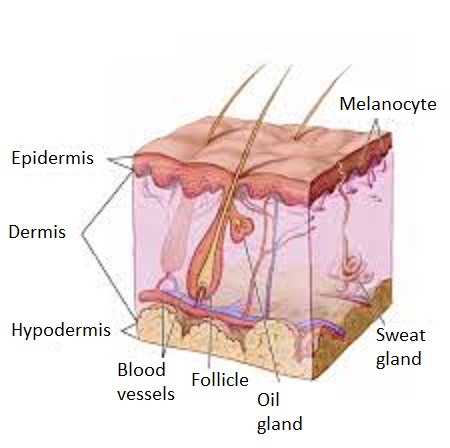 Melanocyte
Epidermis
Dermis
Hypodermis
Sweat
gland
Blood
vessels
Follicle
Oil
gland